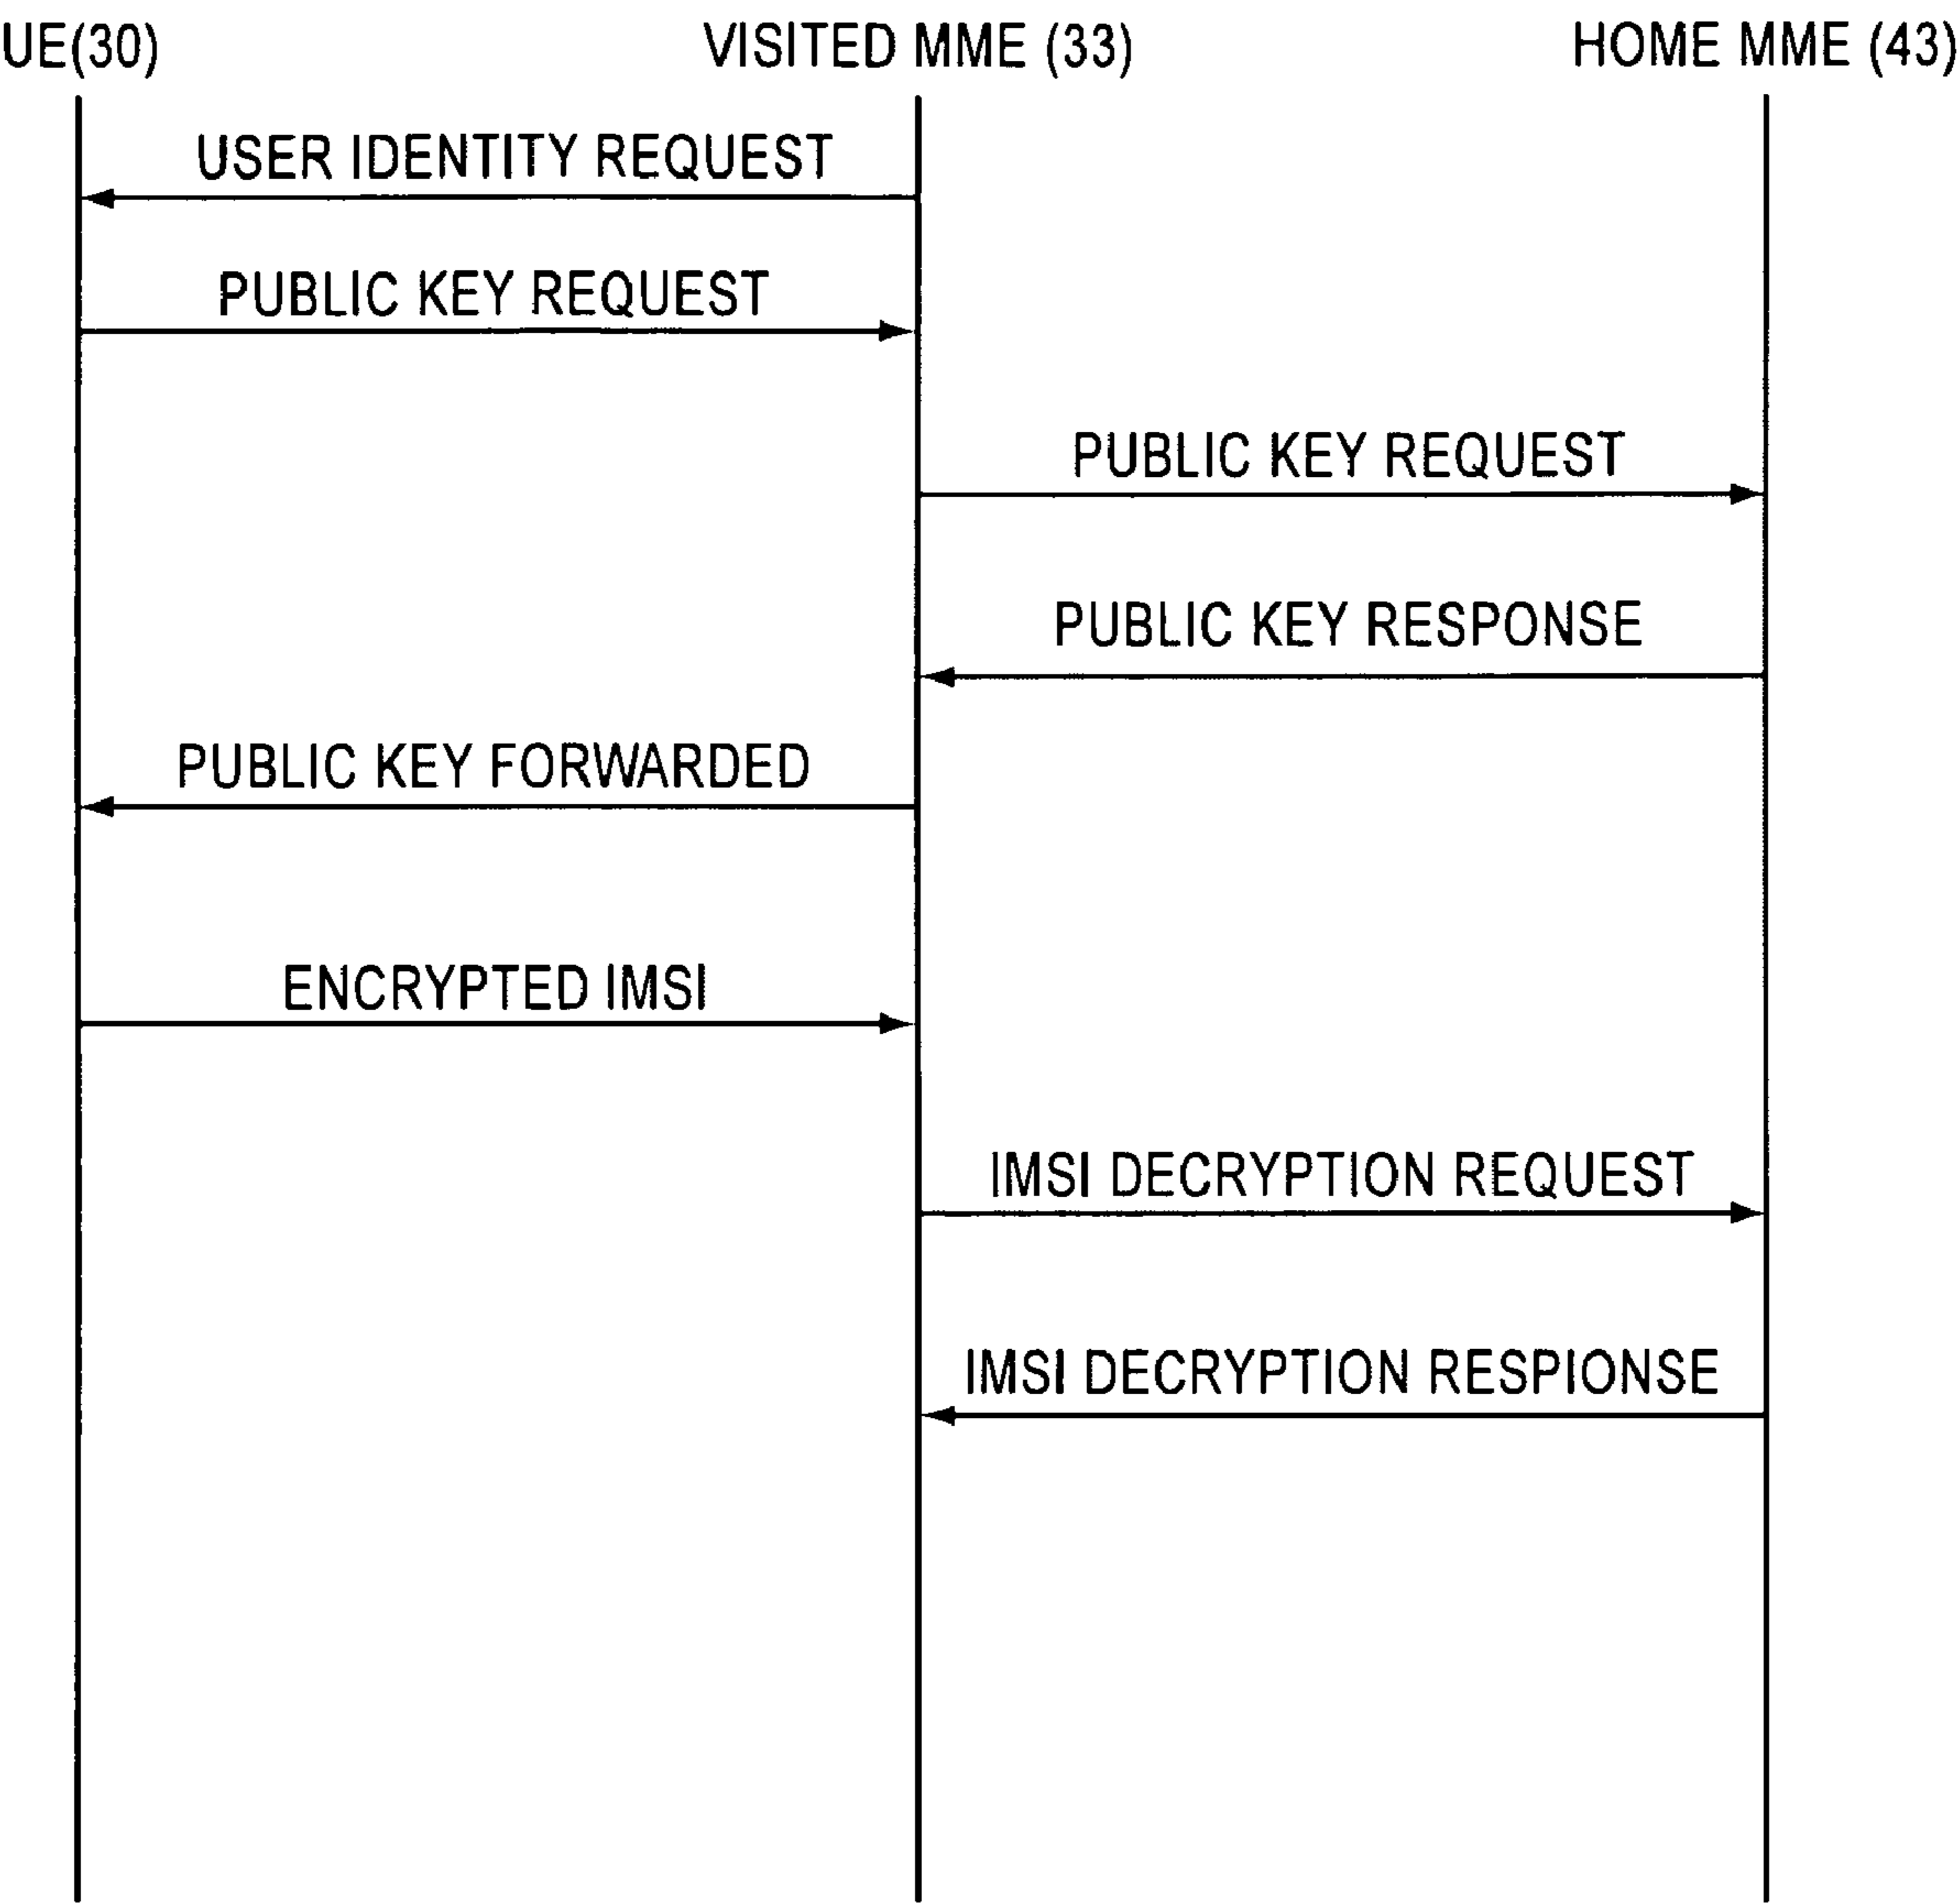 UE(30) VISITED MME (33) HOME MME (43)
USER IDENTITY REQUEST
PUBLIC KEY REQUEST
PUBLIC KEY REQUEST
PUBLIC KEY RESPONSE
PUBLIC KEY FORWARDED
ENCRYPTED IMSI
IMSI DECRYPTION REQUEST
IMSI DECRYPTION RESPIONSE